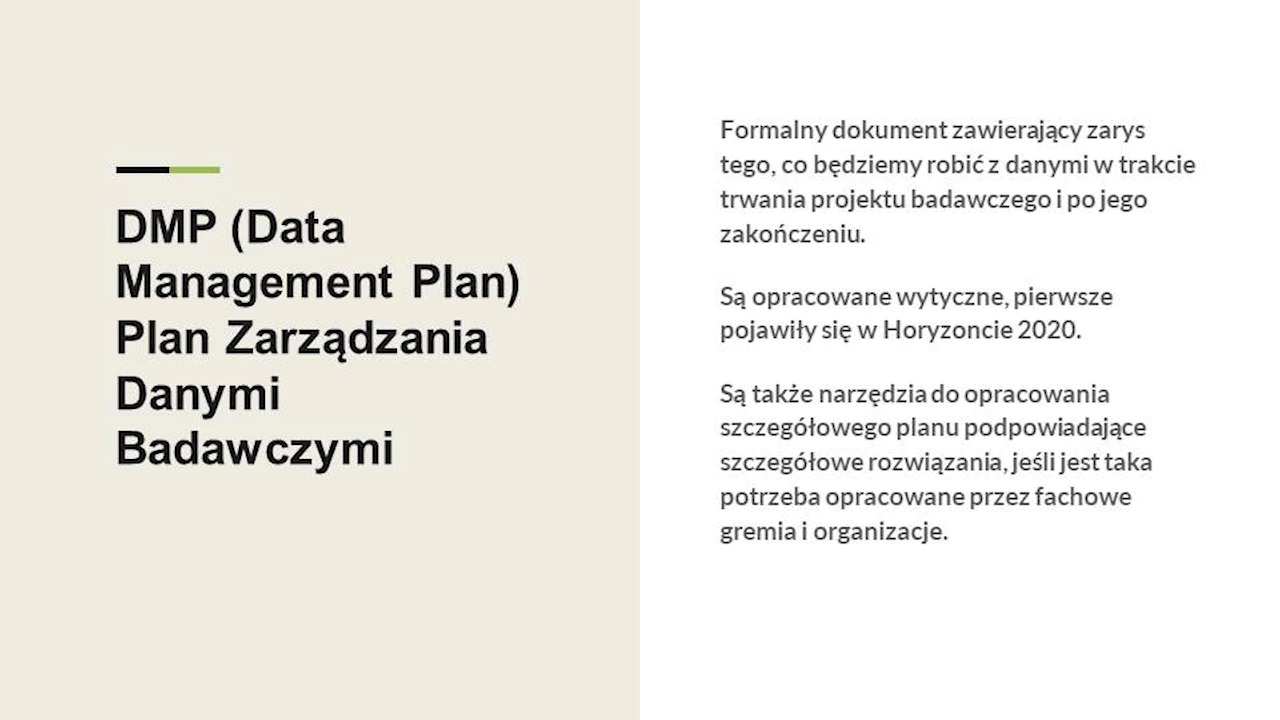 DMP (Data
Management Plan)
Plan Zarządzania
Danymi
Badawczymi
Formalny dokument zawierający zarys
tego, co będziemy robić z danymi w trakcie
trwania projektu badawczego i po jego
zakończeniu.
Są opracowane wytyczne, pierwsze
pojawiły się w Horyzoncie 2020.
Są także narzędzia do opracowania
szczegółowego planu podpowiadające
szczegółowe rozwiązania, jeśli jest taka
potrzeba opracowane przez fachowe
gremia i organizacje.